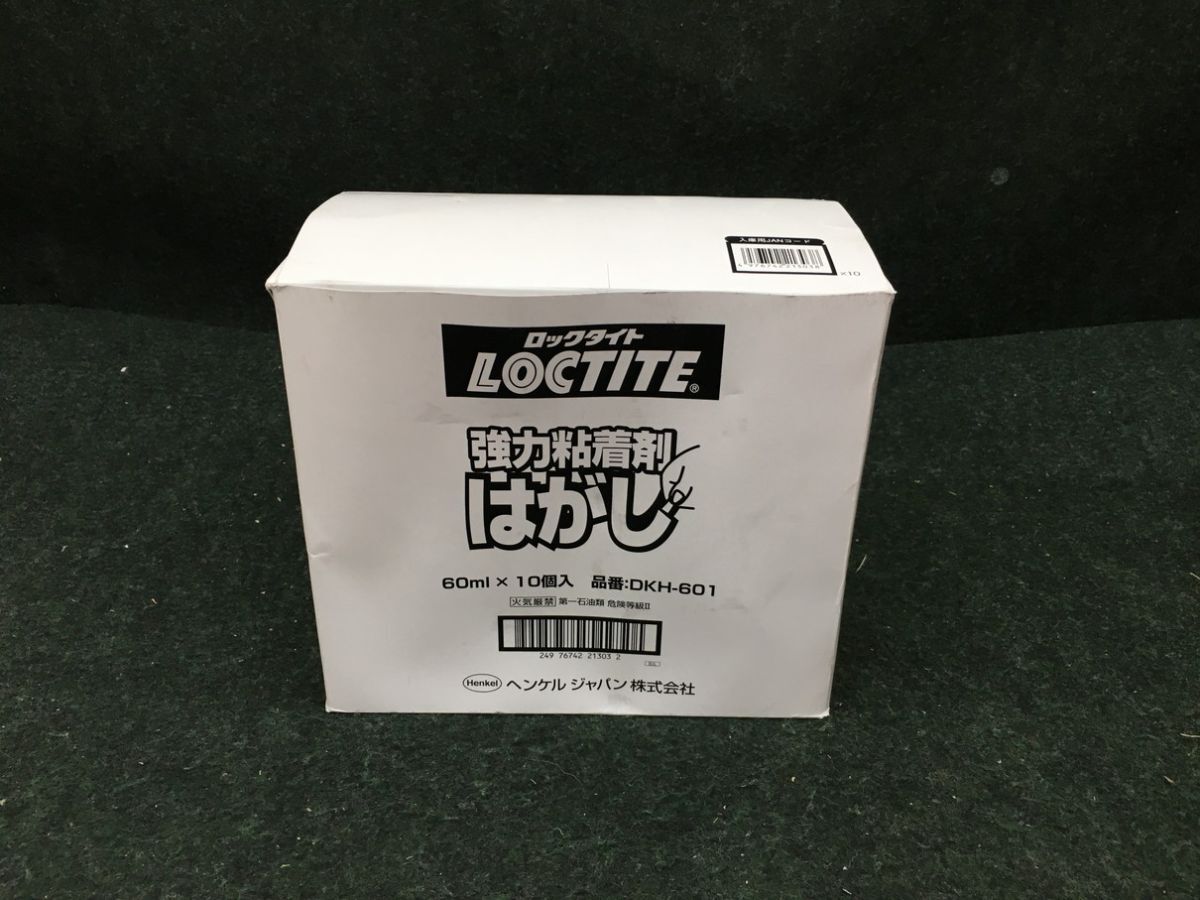 入庫用JANコード
4 976742 213038
×10
ロックタイト
LOCTITE®
強力粘着剤
はがし
60ml × 10個入 品番:DKH-601
火気厳禁 第一石油類 危険等級II
249 76742 21303 2
Henkel ヘンケル ジャパン 株式会社